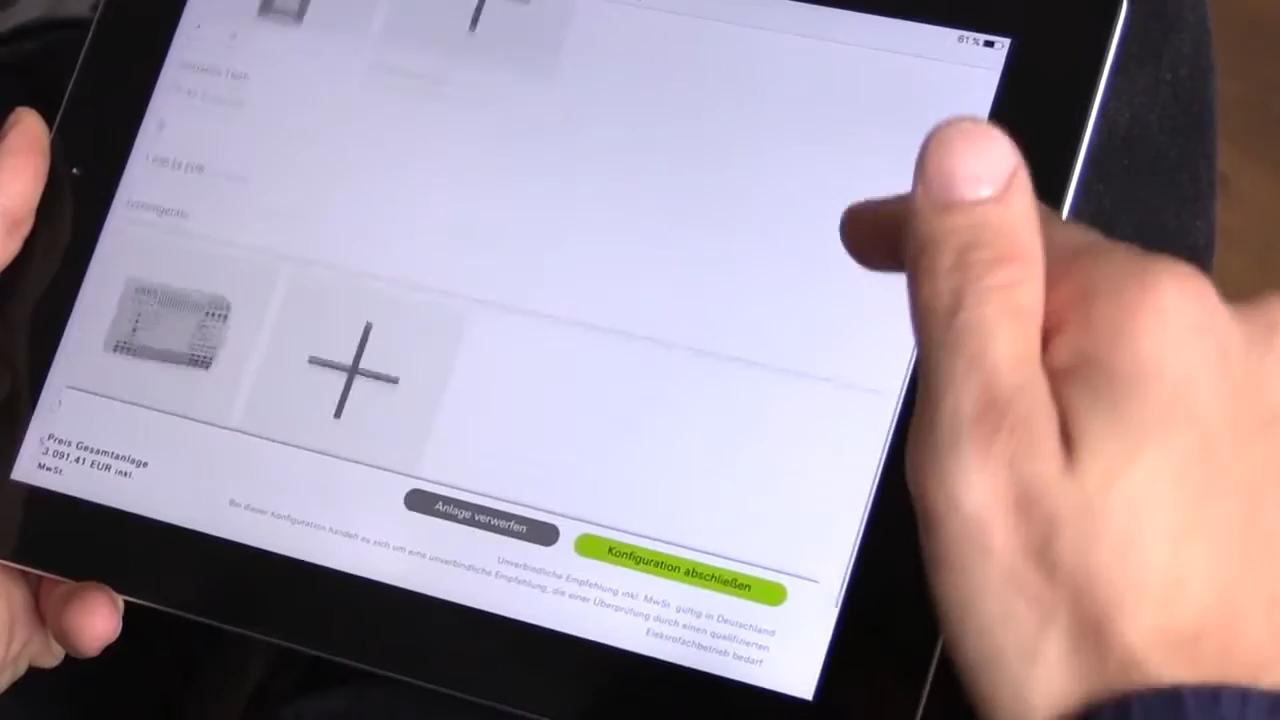 61 %
Preis Gesamtanlage
3.091,41 EUR inkl.
MwSt.
Anlage verwerfen
Konfiguration abschließen
Unverbindliche Empfehlung inkl. MwSt. gültig in Deutschland
Bei dieser Konfiguration handelt es sich um eine unverbindliche Empfehlung, die einer Überprüfung durch einen qualifizierten
Elektrofachbetrieb bedarf